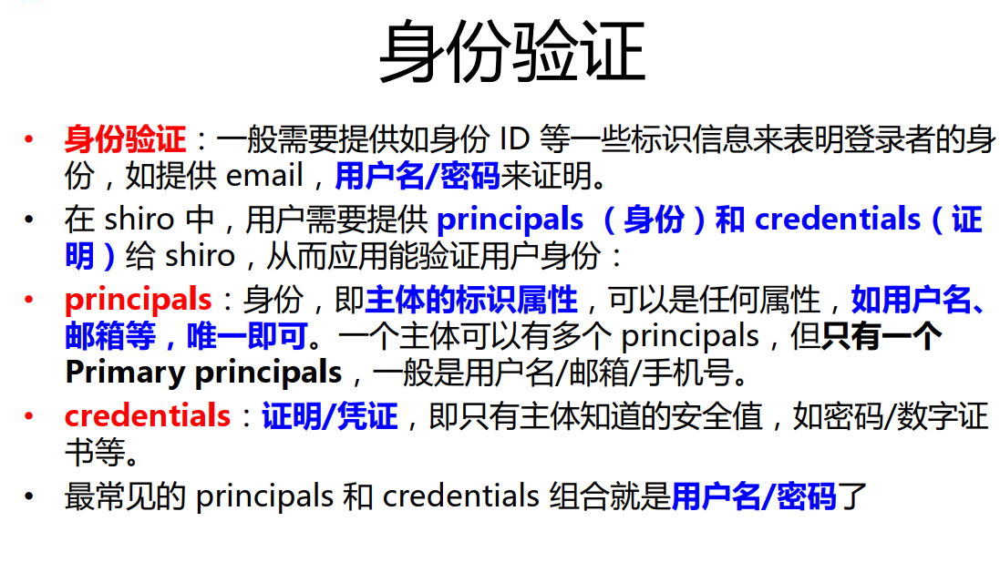 身份验证
• 身份验证：一般需要提供如身份 ID 等一些标识信息来表明登录者的身
份，如提供 email，用户名/密码来证明。
• 在 shiro 中，用户需要提供 principals （身份）和 credentials（证
明）给 shiro，从而应用能验证用户身份：
• principals：身份，即主体的标识属性，可以是任何属性，如用户名、
邮箱等，唯一即可。一个主体可以有多个 principals，但只有一个
Primary principals，一般是用户名/邮箱/手机号。
• credentials：证明/凭证，即只有主体知道的安全值，如密码/数字证
书等。
• 最常见的 principals 和 credentials 组合就是用户名/密码了